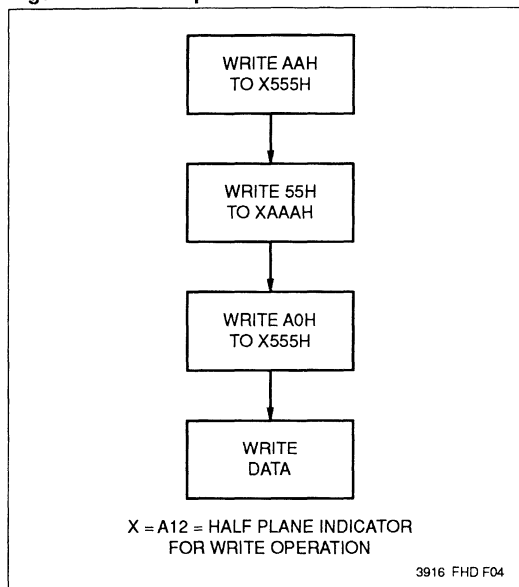 WRITE AAH
TO X555H
WRITE 55H
TO XAAAH
WRITE A0H
TO X555H
WRITE
DATA
X = A12 = HALF PLANE INDICATOR
FOR WRITE OPERATION
3916 FHD F04